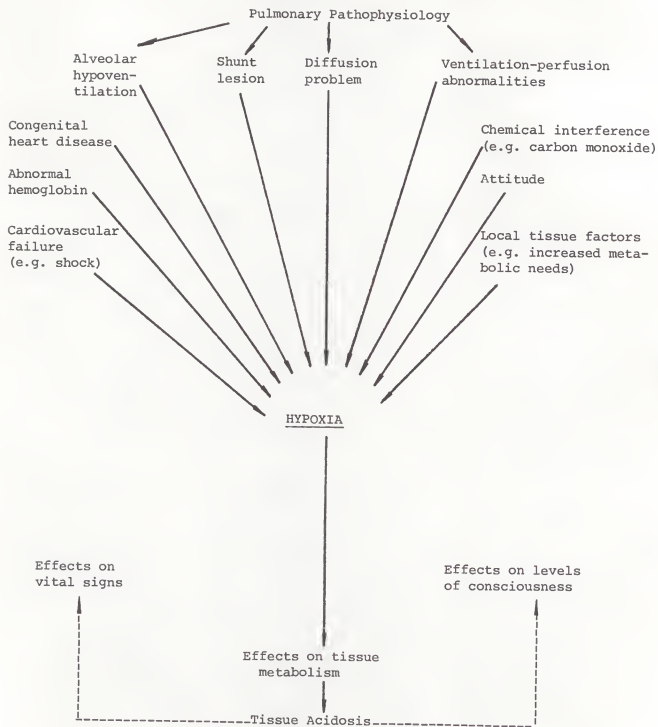 Pulmonary Pathophysiology
Alveolar
hypoven-
tilation
Shunt
lesion
Diffusion
problem
Ventilation-perfusion
abnormalities
Congenital
heart disease
Abnormal
hemoglobin
Cardiovascular
failure
(e.g. shock)
Chemical interference
(e.g. carbon monoxide)
Attitude
Local tissue factors
(e.g. increased meta-
bolic needs)
HYPOXIA
Effects on
vital signs
Effects on levels
of consciousness
Effects on tissue
metabolism
Tissue Acidosis